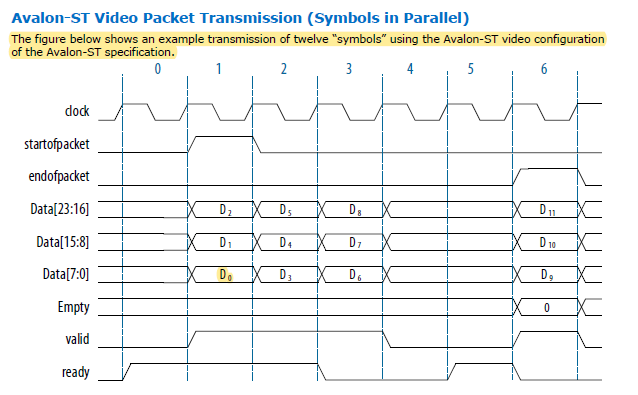 Avalon-ST Video Packet Transmission (Symbols in Parallel)
The figure below shows an example transmission of twelve “symbols” using the Avalon-ST video configuration
of the Avalon-ST specification.
0 1 2 3 4 5 6
clock
startofpacket
endofpacket
Data[23:16] D₂ D₅ D₈ D₁₁
Data[15:8] D₁ D₄ D₇ D₁₀
Data[7:0] D₀ D₃ D₆ D₉
Empty 0
valid
ready